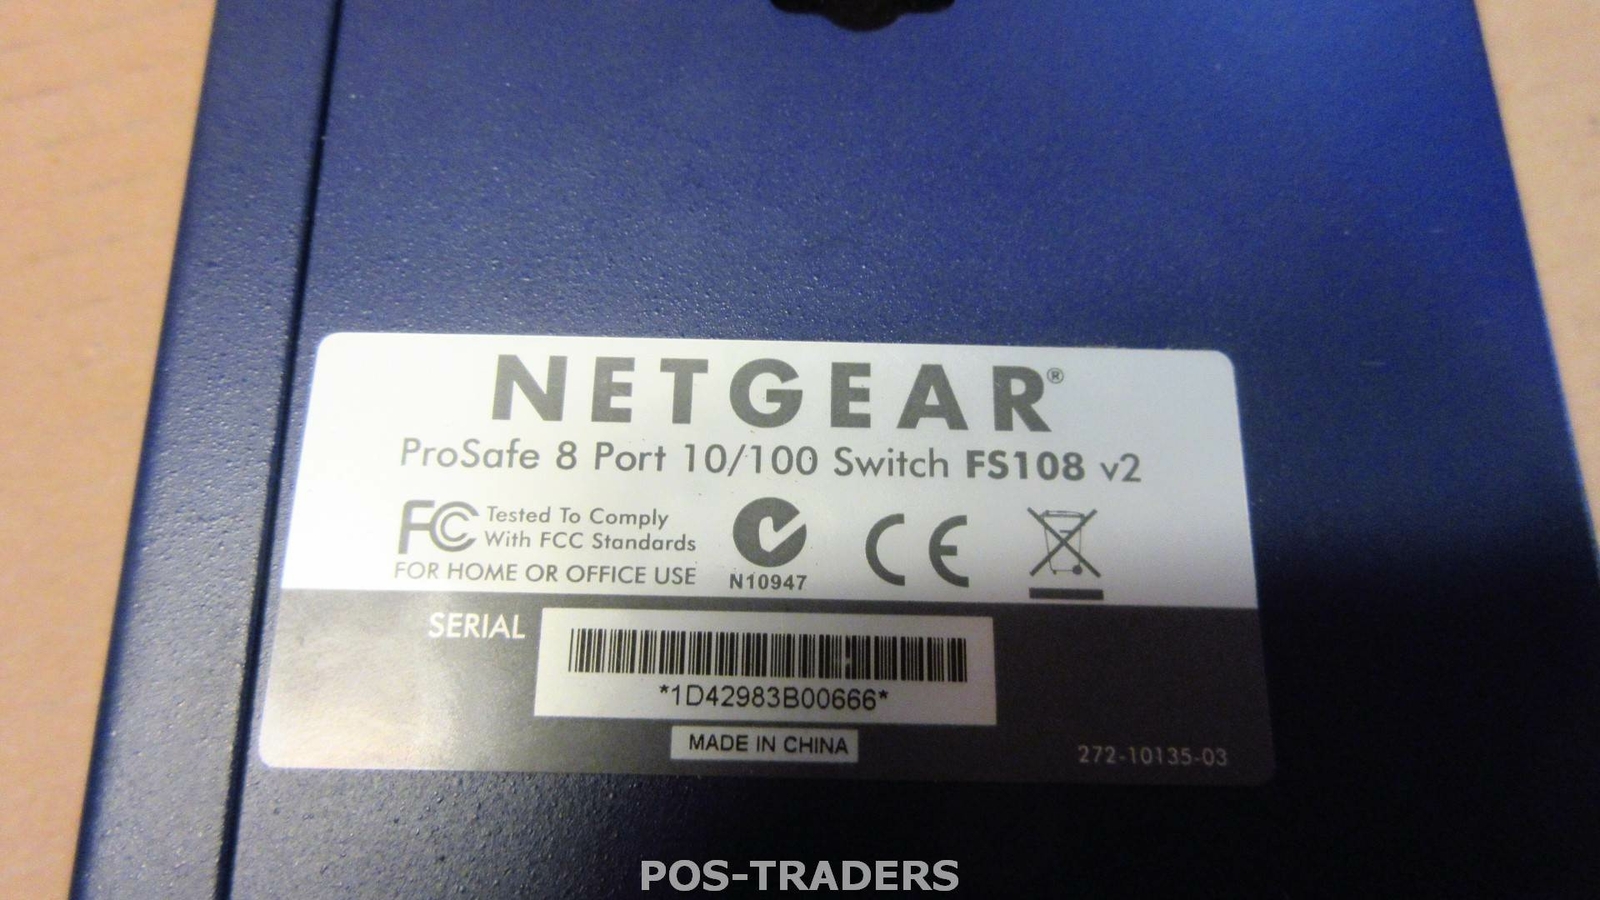 NETGEAR®
ProSafe 8 Port 10/100 Switch FS108 v2
FC Tested To Comply
With FCC Standards
FOR HOME OR OFFICE USE
N10947
CE
SERIAL
*1D42983B00666*
MADE IN CHINA
272-10135-03
POS-TRADERS